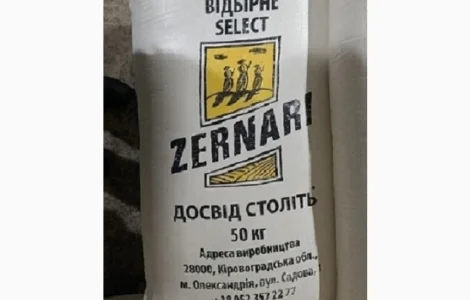 ВІДБІРНЕ
SELECT
ZERNARI
ДОСВІД СТОЛІТЬ
50 КГ
Адреса виробництва
28000, Кіровоградська обл.,
м. Олександрія, вул. Садова,